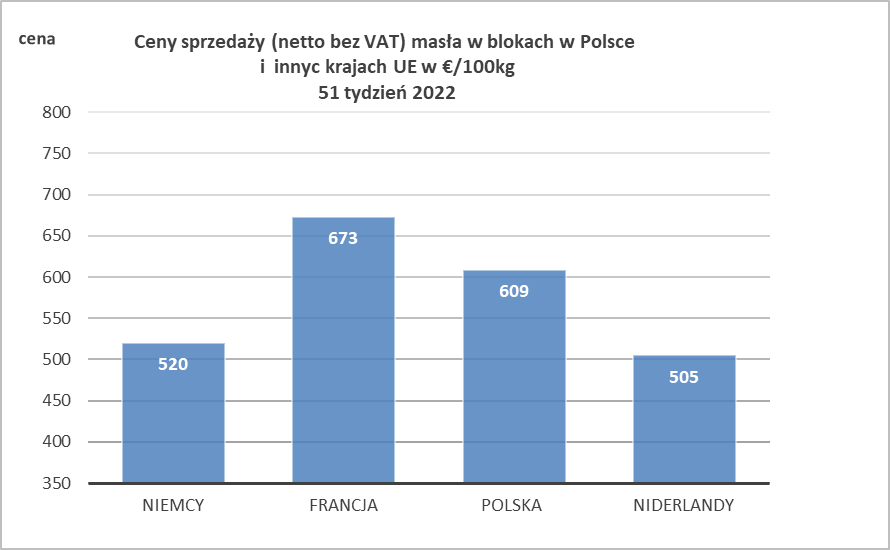 cena
Ceny sprzedaży (netto bez VAT) masła w blokach w Polsce
i innyc krajach UE w €/100kg
51 tydzień 2022
800
750
700
650
600
550
500
450
400
350
520
673
609
505
NIEMCY
FRANCJA
POLSKA
NIDERLANDY